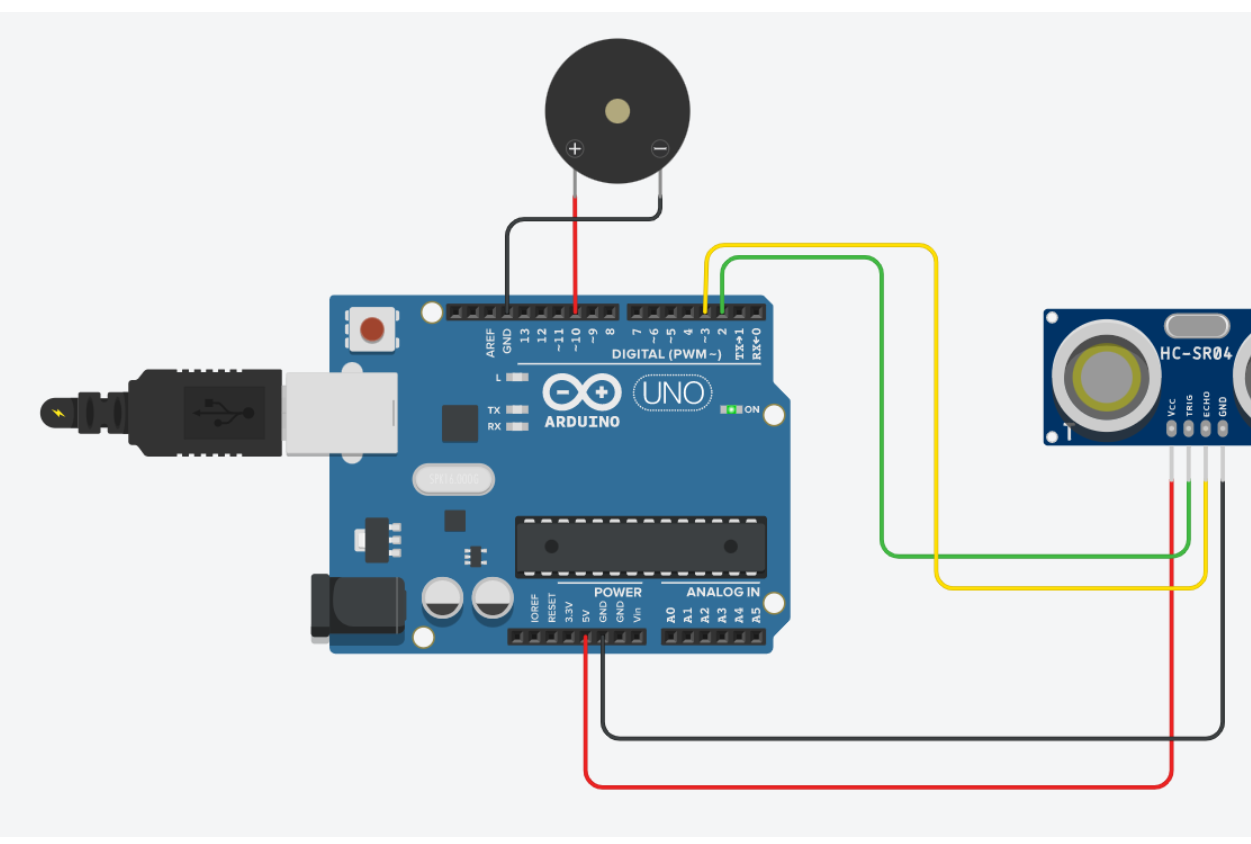 + −
AREF
GND
13
12
~11
~10
~9
8
7
~6
~5
4
~3
2
TX→1
RX←0
DIGITAL (PWM~)
L
TX
RX
− +
ARDUINO
UNO
ON
POWER
ANALOG IN
IOREF
RESET
3.3V
5V
GND
GND
Vin
A0
A1
A2
A3
A4
A5
HC-SR04
Vcc
TRIG
ECHO
GND
T